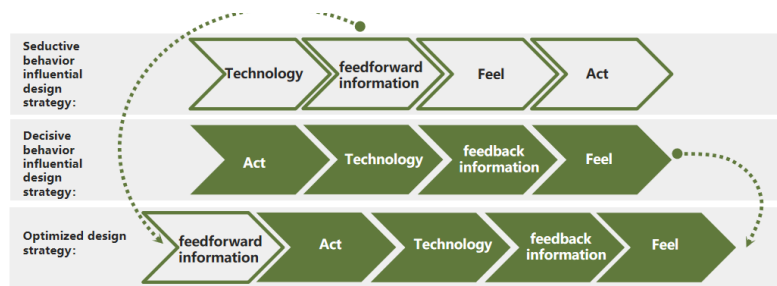 Seductive
behavior
influential
design
strategy:
Technology
feedforward
information
Feel
Act
Decisive
behavior
influential
design
strategy:
Act
Technology
feedback
information
Feel
Optimized design
strategy:
feedforward
information
Act
Technology
feedback
information
Feel